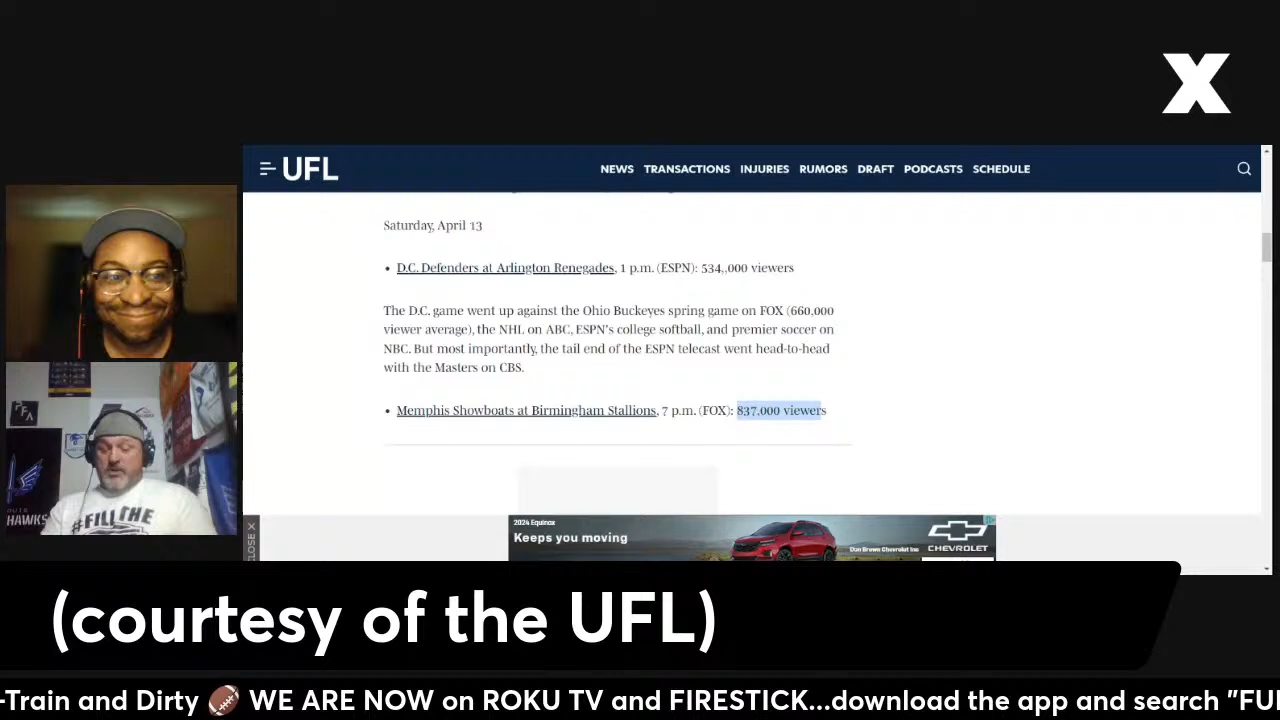 X
UFL
NEWS TRANSACTIONS INJURIES RUMORS DRAFT PODCASTS SCHEDULE
Saturday, April 13
• D.C. Defenders at Arlington Renegades, 1 p.m. (ESPN): 534,,000 viewers
The D.C. game went up against the Ohio Buckeyes spring game on FOX (660,000
viewer average), the NHL on ABC, ESPN's college softball, and premier soccer on
NBC. But most importantly, the tail end of the ESPN telecast went head-to-head
with the Masters on CBS.
• Memphis Showboats at Birmingham Stallions, 7 p.m. (FOX): 837,000 viewers
HAWKS
#FILL THE
CLOSE X
2024 Equinox
Keeps you moving
Don Brown Chevrolet Inc
CHEVROLET
(courtesy of the UFL)
-Train and Dirty 🏈 WE ARE NOW on ROKU TV and FIRESTICK...download the app and search "FU